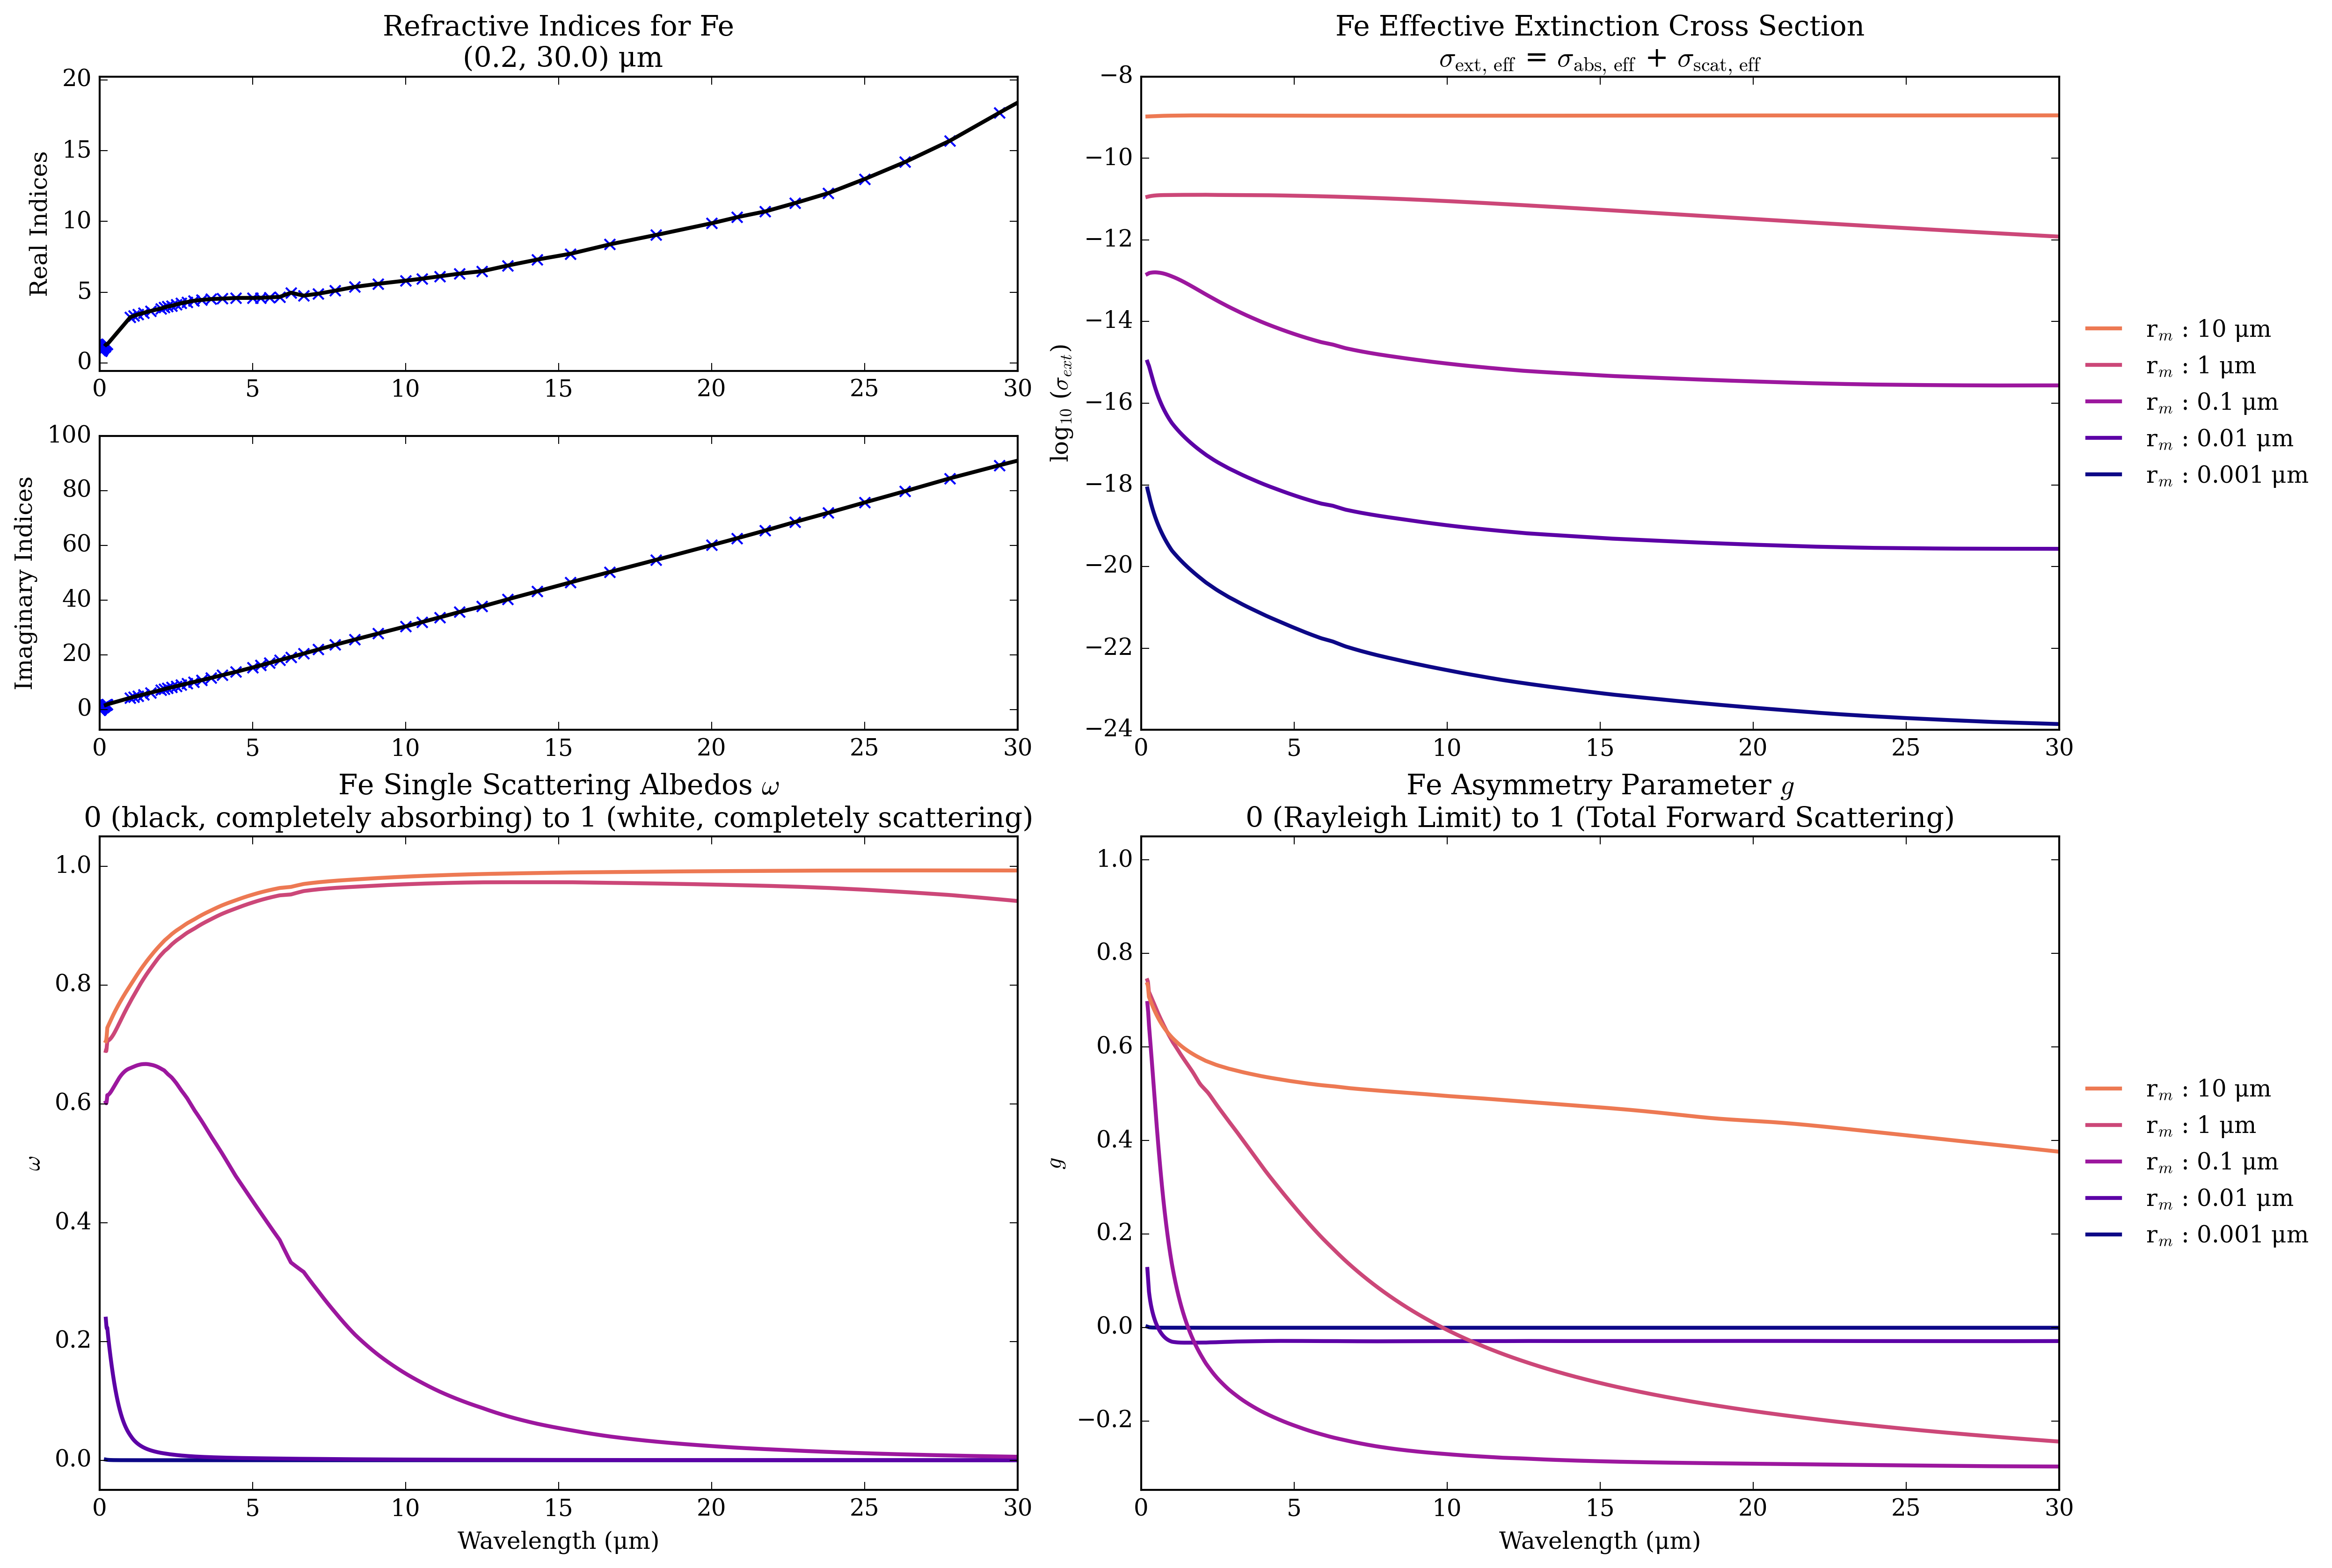 Refractive Indices for Fe
(0.2, 30.0) μm
Real Indices
20
15
10
5
0
0 5 10 15 20 25 30
Imaginary Indices
100
80
60
40
20
0
0 5 10 15 20 25 30
Fe Effective Extinction Cross Section
σext, eff = σabs, eff + σscat, eff
log10 (σext)
−8
−10
−12
−14
−16
−18
−20
−22
−24
0 5 10 15 20 25 30
rm : 10 μm
rm : 1 μm
rm : 0.1 μm
rm : 0.01 μm
rm : 0.001 μm
Fe Single Scattering Albedos ω
0 (black, completely absorbing) to 1 (white, completely scattering)
ω
1.0
0.8
0.6
0.4
0.2
0.0
0 5 10 15 20 25 30
Wavelength (μm)
Fe Asymmetry Parameter g
0 (Rayleigh Limit) to 1 (Total Forward Scattering)
g
1.0
0.8
0.6
0.4
0.2
0.0
−0.2
0 5 10 15 20 25 30
Wavelength (μm)
rm : 10 μm
rm : 1 μm
rm : 0.1 μm
rm : 0.01 μm
rm : 0.001 μm